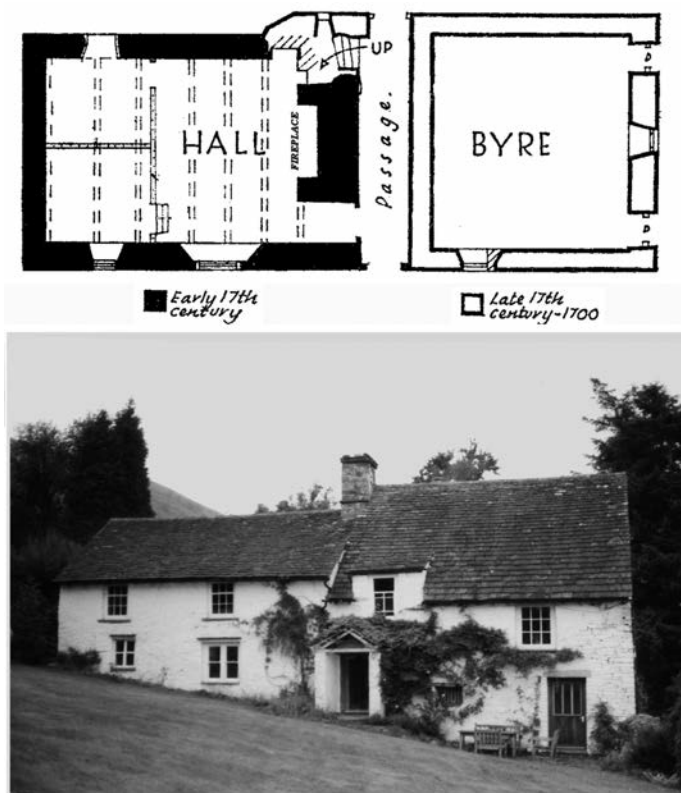 UP
HALL
FIREPLACE
Passage.
BYRE
D
D
Early 17th
century
Late 17th
century-1700